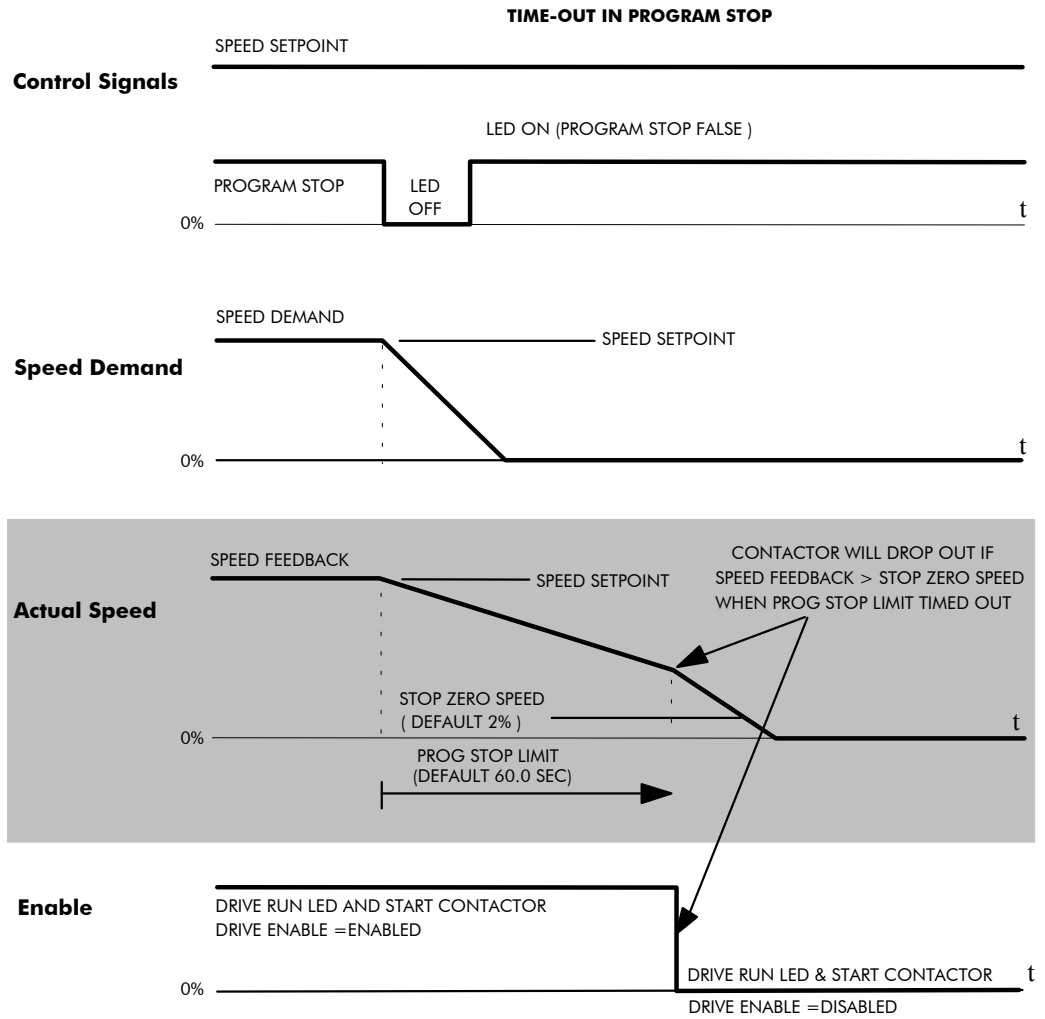 TIME-OUT IN PROGRAM STOP
SPEED SETPOINT
Control Signals
LED ON (PROGRAM STOP FALSE )
PROGRAM STOP
LED
OFF
0%
t
SPEED DEMAND
SPEED SETPOINT
Speed Demand
0%
t
SPEED FEEDBACK
SPEED SETPOINT
CONTACTOR WILL DROP OUT IF
SPEED FEEDBACK > STOP ZERO SPEED
WHEN PROG STOP LIMIT TIMED OUT
Actual Speed
STOP ZERO SPEED
( DEFAULT 2% )
0%
t
PROG STOP LIMIT
(DEFAULT 60.0 SEC)
Enable
DRIVE RUN LED AND START CONTACTOR
DRIVE ENABLE =ENABLED
DRIVE RUN LED & START CONTACTOR
t
0%
DRIVE ENABLE =DISABLED